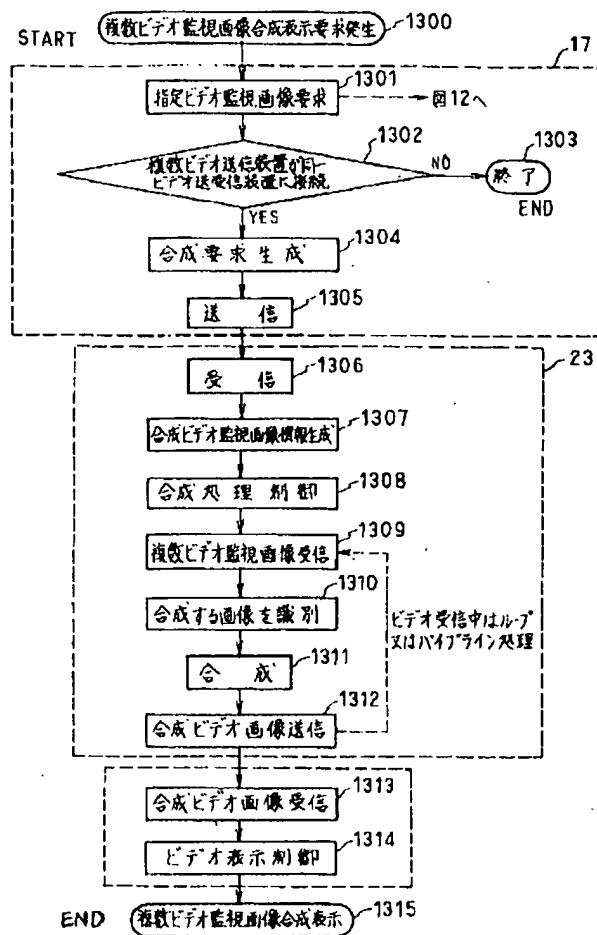 START
複数ビデオ監視画像合成表示要求発生
1300
17
1301
指定ビデオ監視画像要求
図12へ
1302
複数ビデオ送信装置が同一
ビデオ送受信装置に接続
NO
1303
終了
END
YES
1304
合成要求生成
1305
送信
23
1306
受信
1307
合成ビデオ監視画像情報生成
1308
合成処理制御
1309
複数ビデオ監視画像受信
1310
合成する画像を識別
ビデオ受信中はループ
又はパイプライン処理
1311
合成
1312
合成ビデオ画像送信
1313
合成ビデオ画像受信
1314
ビデオ表示制御
END
複数ビデオ監視画像合成表示
1315